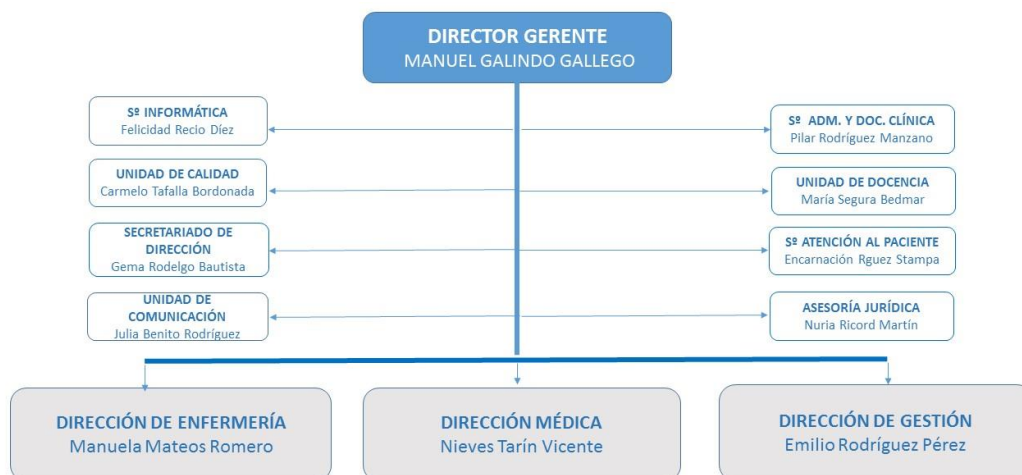 DIRECTOR GERENTE
MANUEL GALINDO GALLEGO
Sº INFORMÁTICA
Felicidad Recio Díez
Sº ADM. Y DOC. CLÍNICA
Pilar Rodríguez Manzano
UNIDAD DE CALIDAD
Carmelo Tafalla Bordonada
UNIDAD DE DOCENCIA
María Segura Bedmar
SECRETARIADO DE
DIRECCIÓN
Gema Rodelgo Bautista
Sº ATENCIÓN AL PACIENTE
Encarnación Rguez Stampa
UNIDAD DE
COMUNICACIÓN
Julia Benito Rodríguez
ASESORÍA JURÍDICA
Nuria Ricord Martín
DIRECCIÓN DE ENFERMERÍA
Manuela Mateos Romero
DIRECCIÓN MÉDICA
Nieves Tarín Vicente
DIRECCIÓN DE GESTIÓN
Emilio Rodríguez Pérez